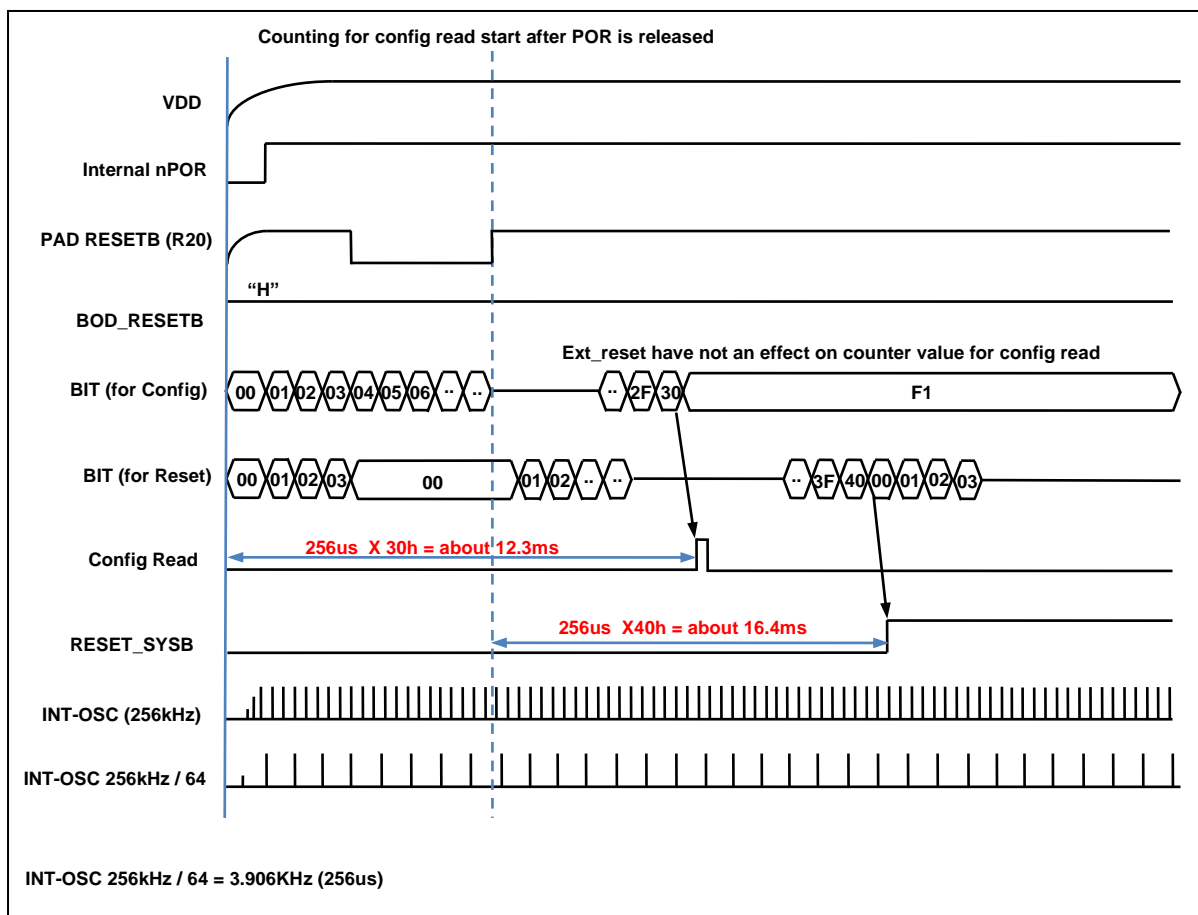 Counting for config read start after POR is released
VDD
Internal nPOR
PAD RESETB (R20)
“H”
BOD_RESETB
Ext_reset have not an effect on counter value for config read
BIT (for Config) 00 01 02 03 04 05 06 .. .. .. 2F 30 F1
BIT (for Reset) 00 01 02 03 00 01 02 .. .. .. 3F 40 00 01 02 03
256us X 30h = about 12.3ms
Config Read
256us X40h = about 16.4ms
RESET_SYSB
INT-OSC (256kHz)
INT-OSC 256kHz / 64
INT-OSC 256kHz / 64 = 3.906KHz (256us)